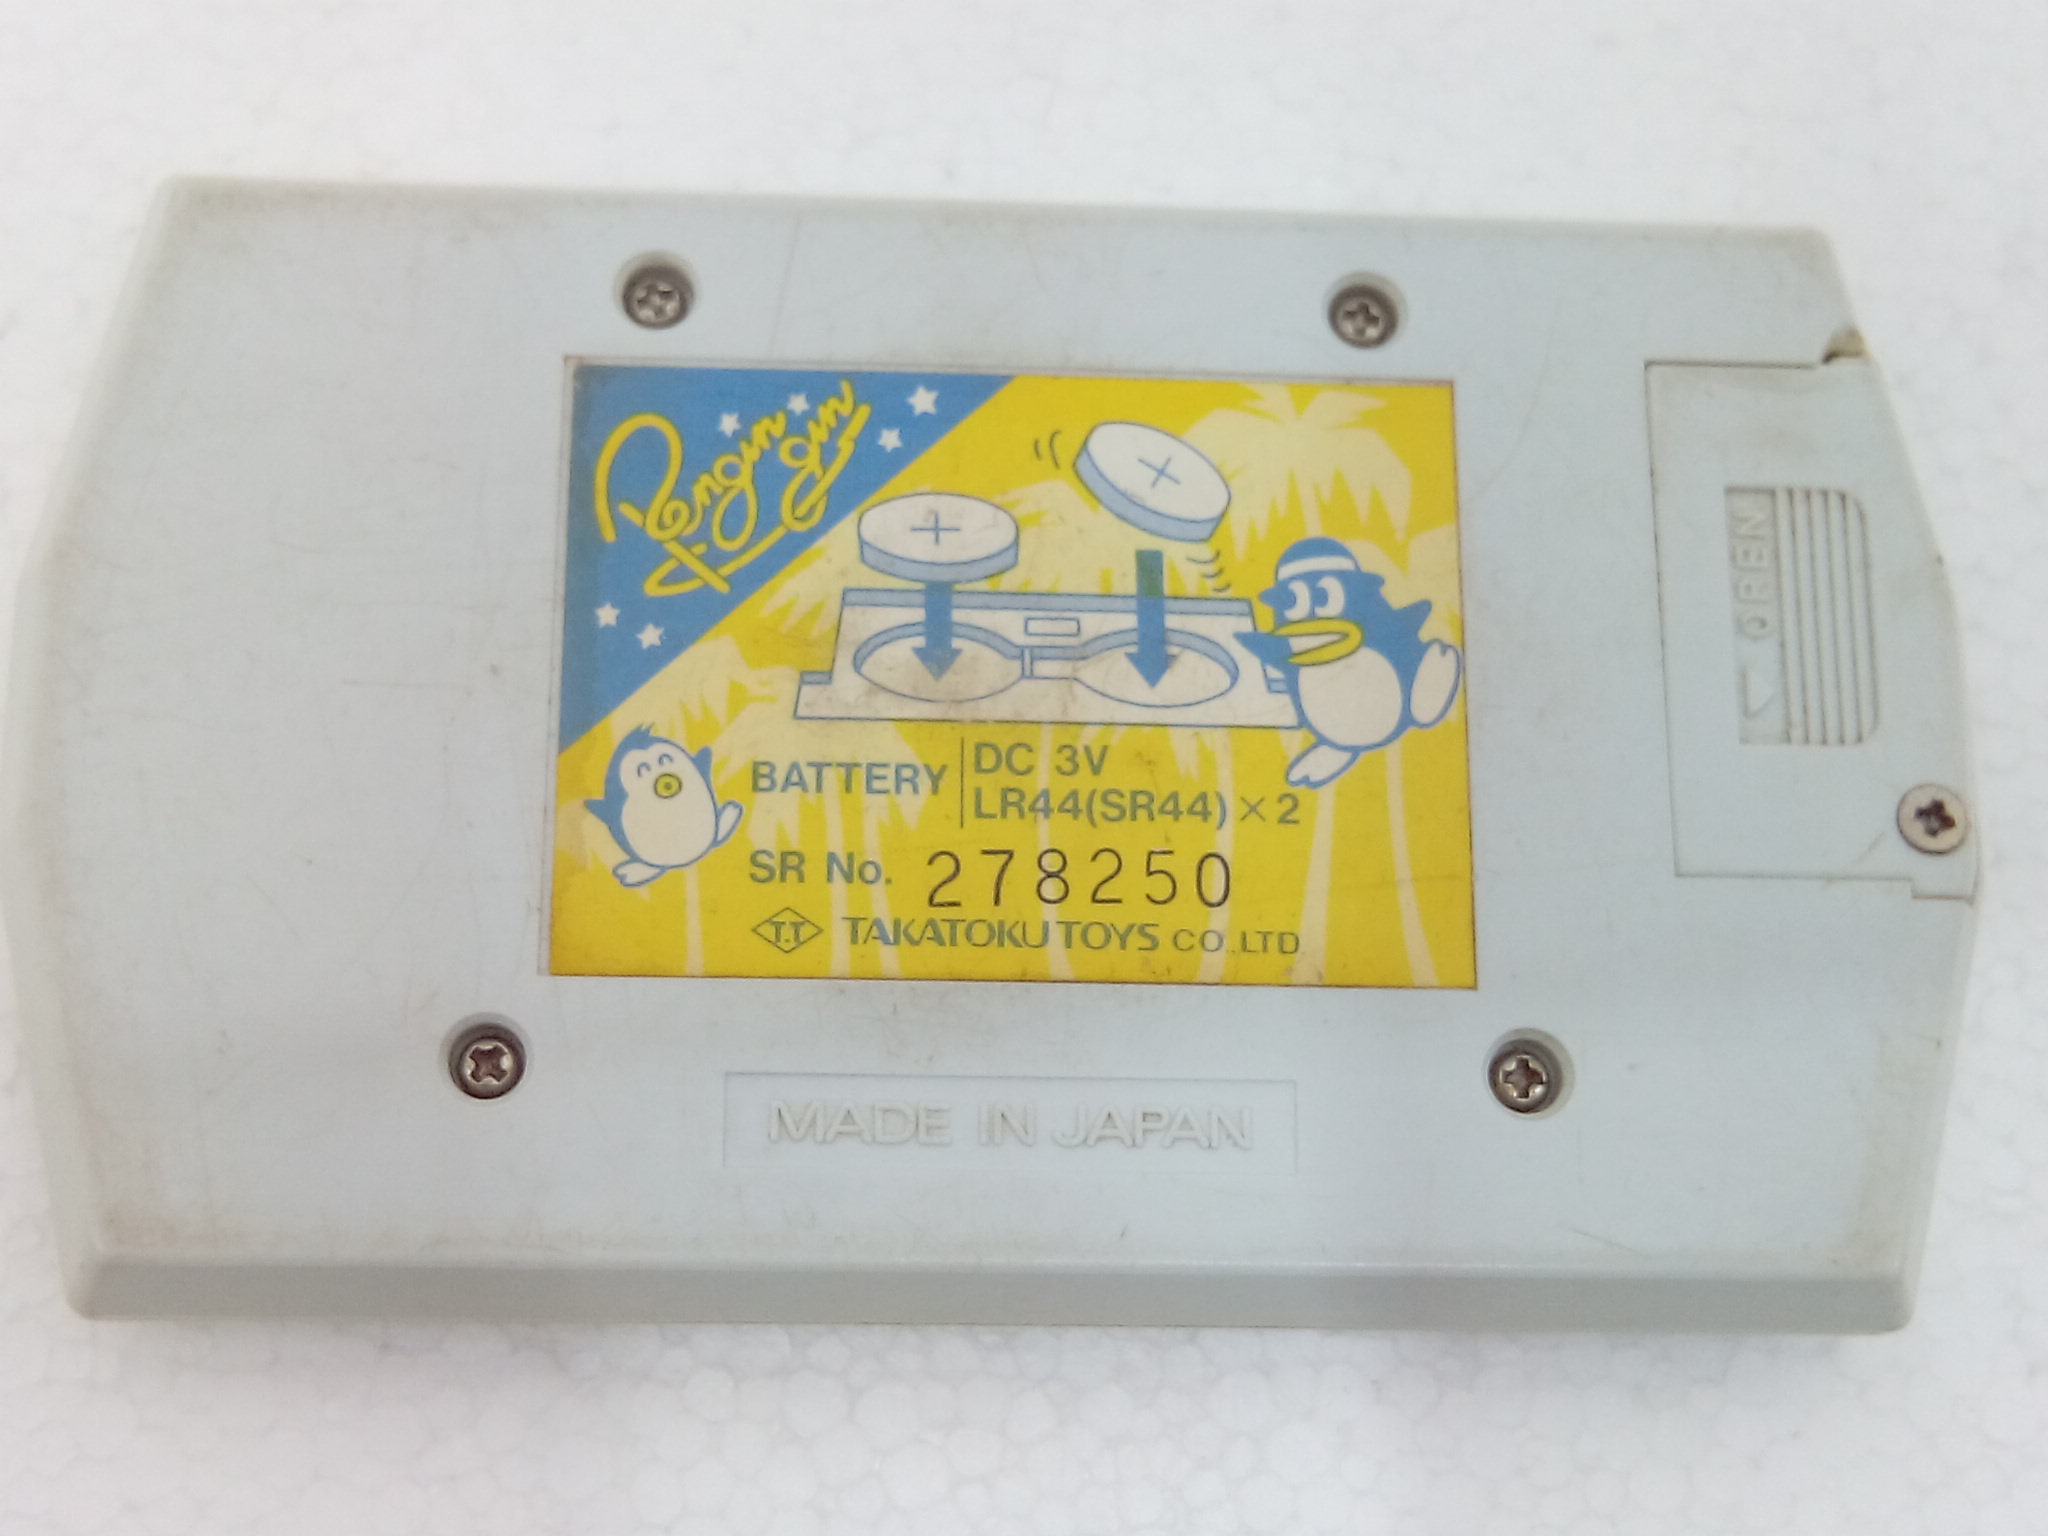 Pengin
gin
BATTERY DC 3V
LR44(SR44)×2
SR No. 278250
T.T TAKATOKU TOYS CO.,LTD
MADE IN JAPAN
OPEN